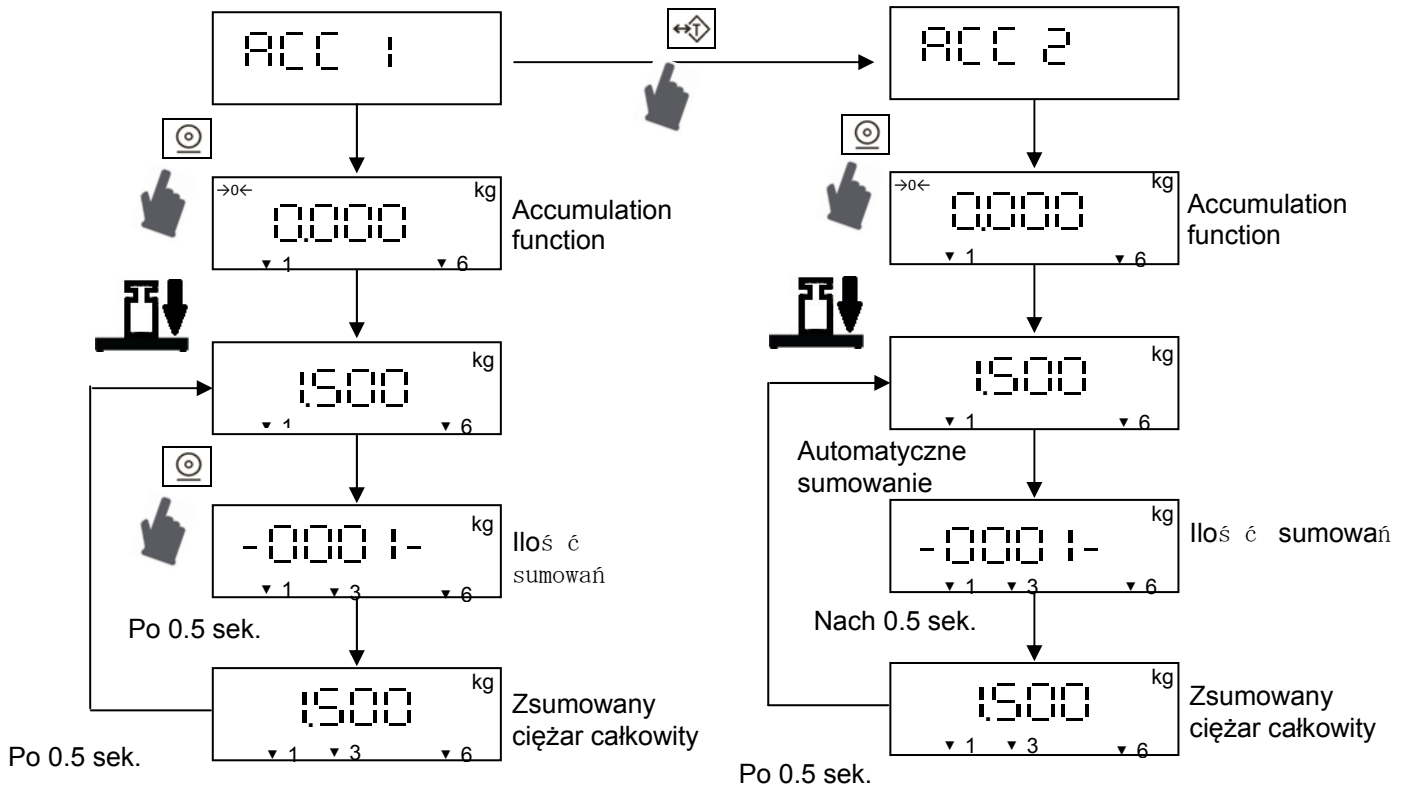 ACC 1
T
ACC 2
→0← kg
0.000
▼ 1 ▼ 6
Accumulation
function
kg
1.500
▼ 1 ▼ 6
kg
-0001-
▼ 1 ▼ 3 ▼ 6
Ilość
sumowań
Po 0.5 sek.
kg
1.500
▼ 1 ▼ 3 ▼ 6
Zsumowany
ciężar całkowity
Po 0.5 sek.
→0← kg
0.000
▼ 1 ▼ 6
Accumulation
function
kg
1.500
▼ 1 ▼ 6
Automatyczne
sumowanie
kg
-0001-
▼ 1 ▼ 3 ▼ 6
Ilość sumowań
Nach 0.5 sek.
kg
1.500
▼ 1 ▼ 3 ▼ 6
Zsumowany
ciężar całkowity
Po 0.5 sek.